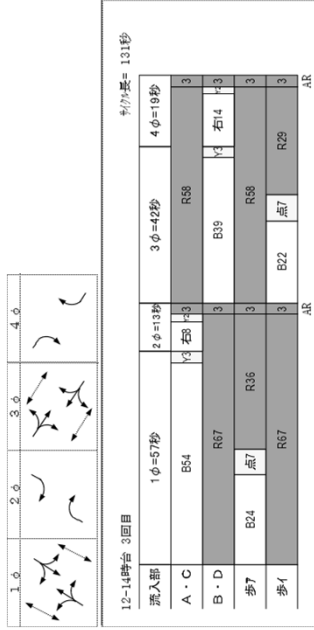 1φ 2φ 3φ 4φ
12-14時台 3回目 サイクル長= 131秒
流入部 1φ=57秒 2φ=13秒 3φ=42秒 4φ=19秒
A・C B54 Y3 右8 Y2 3 R58 3
B・D R67 3 B39 Y3 右14 Y2 3
歩ア B24 点7 R36 3 R58 3
歩イ R67 3 B22 点7 R29 3
AR AR